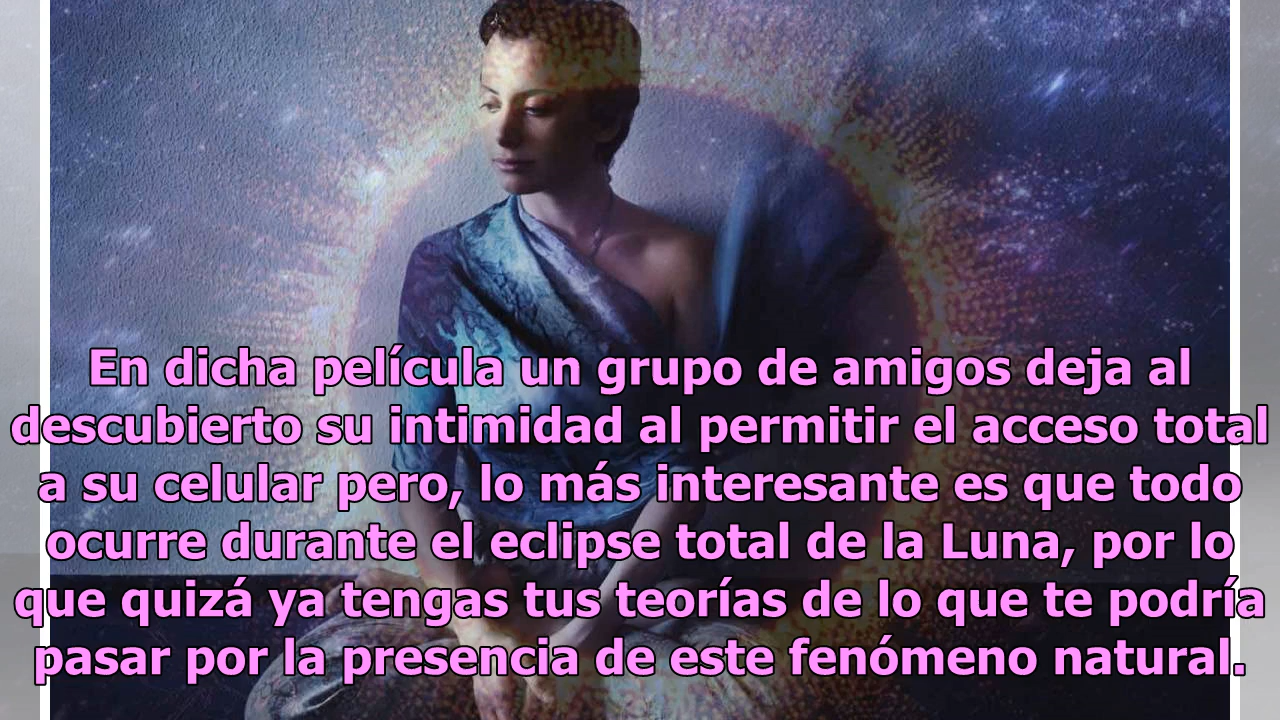 En dicha película un grupo de amigos deja al
descubierto su intimidad al permitir el acceso total
a su celular pero, lo más interesante es que todo
ocurre durante el eclipse total de la Luna, por lo
que quizá ya tengas tus teorías de lo que te podría
pasar por la presencia de este fenómeno natural.